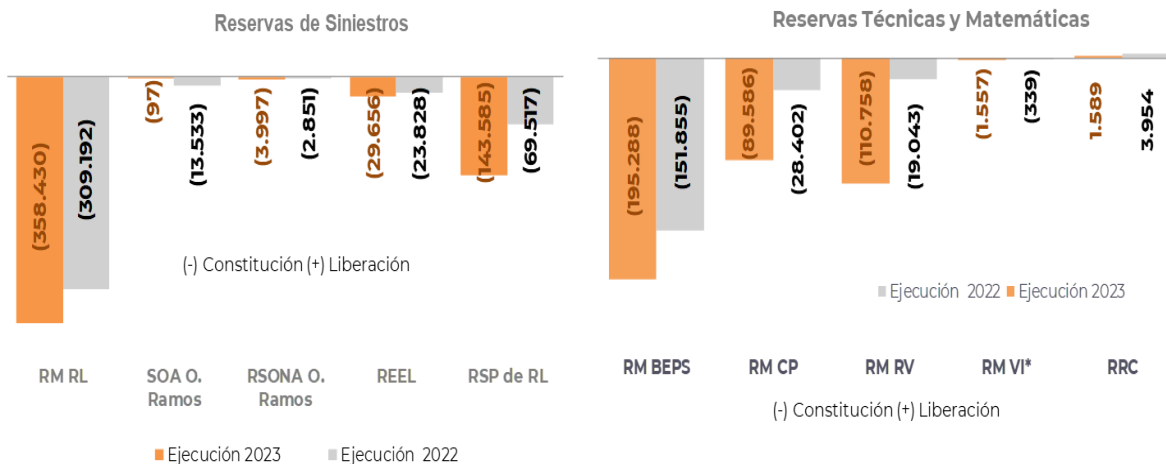 Reservas de Siniestros
(358.430)
(309.192)
(97)
(13.533)
(3.997)
(2.851)
(29.656)
(23.828)
(143.585)
(69.517)
(-) Constitución (+) Liberación
RM RL
SOA O.
Ramos
RSONA O.
Ramos
REEL
RSP de RL
Ejecución 2023
Ejecución 2022
Reservas Técnicas y Matemáticas
(195.288)
(151.855)
(89.586)
(28.402)
(110.758)
(19.043)
(1.557)
(339)
1.589
3.954
Ejecución 2022
Ejecución 2023
RM BEPS
RM CP
RM RV
RM VI*
RRC
(-) Constitución (+) Liberación